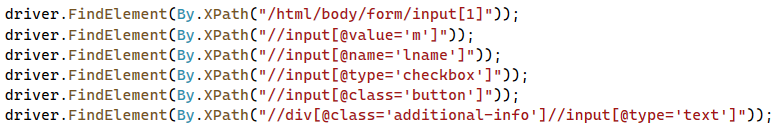 driver.FindElement(By.XPath("/html/body/form/input[1]"));
driver.FindElement(By.XPath("//input[@value='m']"));
driver.FindElement(By.XPath("//input[@name='lname']"));
driver.FindElement(By.XPath("//input[@type='checkbox']"));
driver.FindElement(By.XPath("//input[@class='button']"));
driver.FindElement(By.XPath("//div[@class='additional-info']//input[@type='text']"));